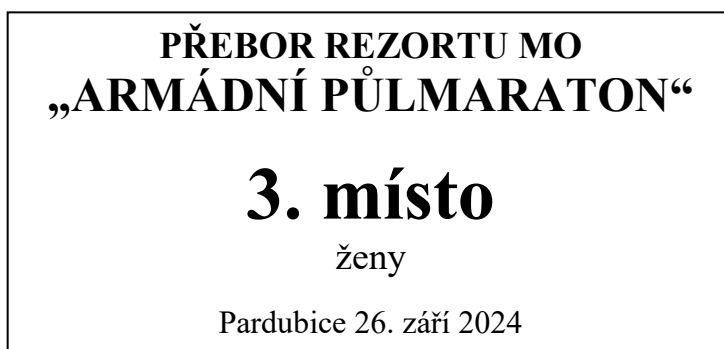 PŘEBOR REZORTU MO
„ARMÁDNÍ PŮLMARATON“
3. místo
ženy
Pardubice 26. září 2024